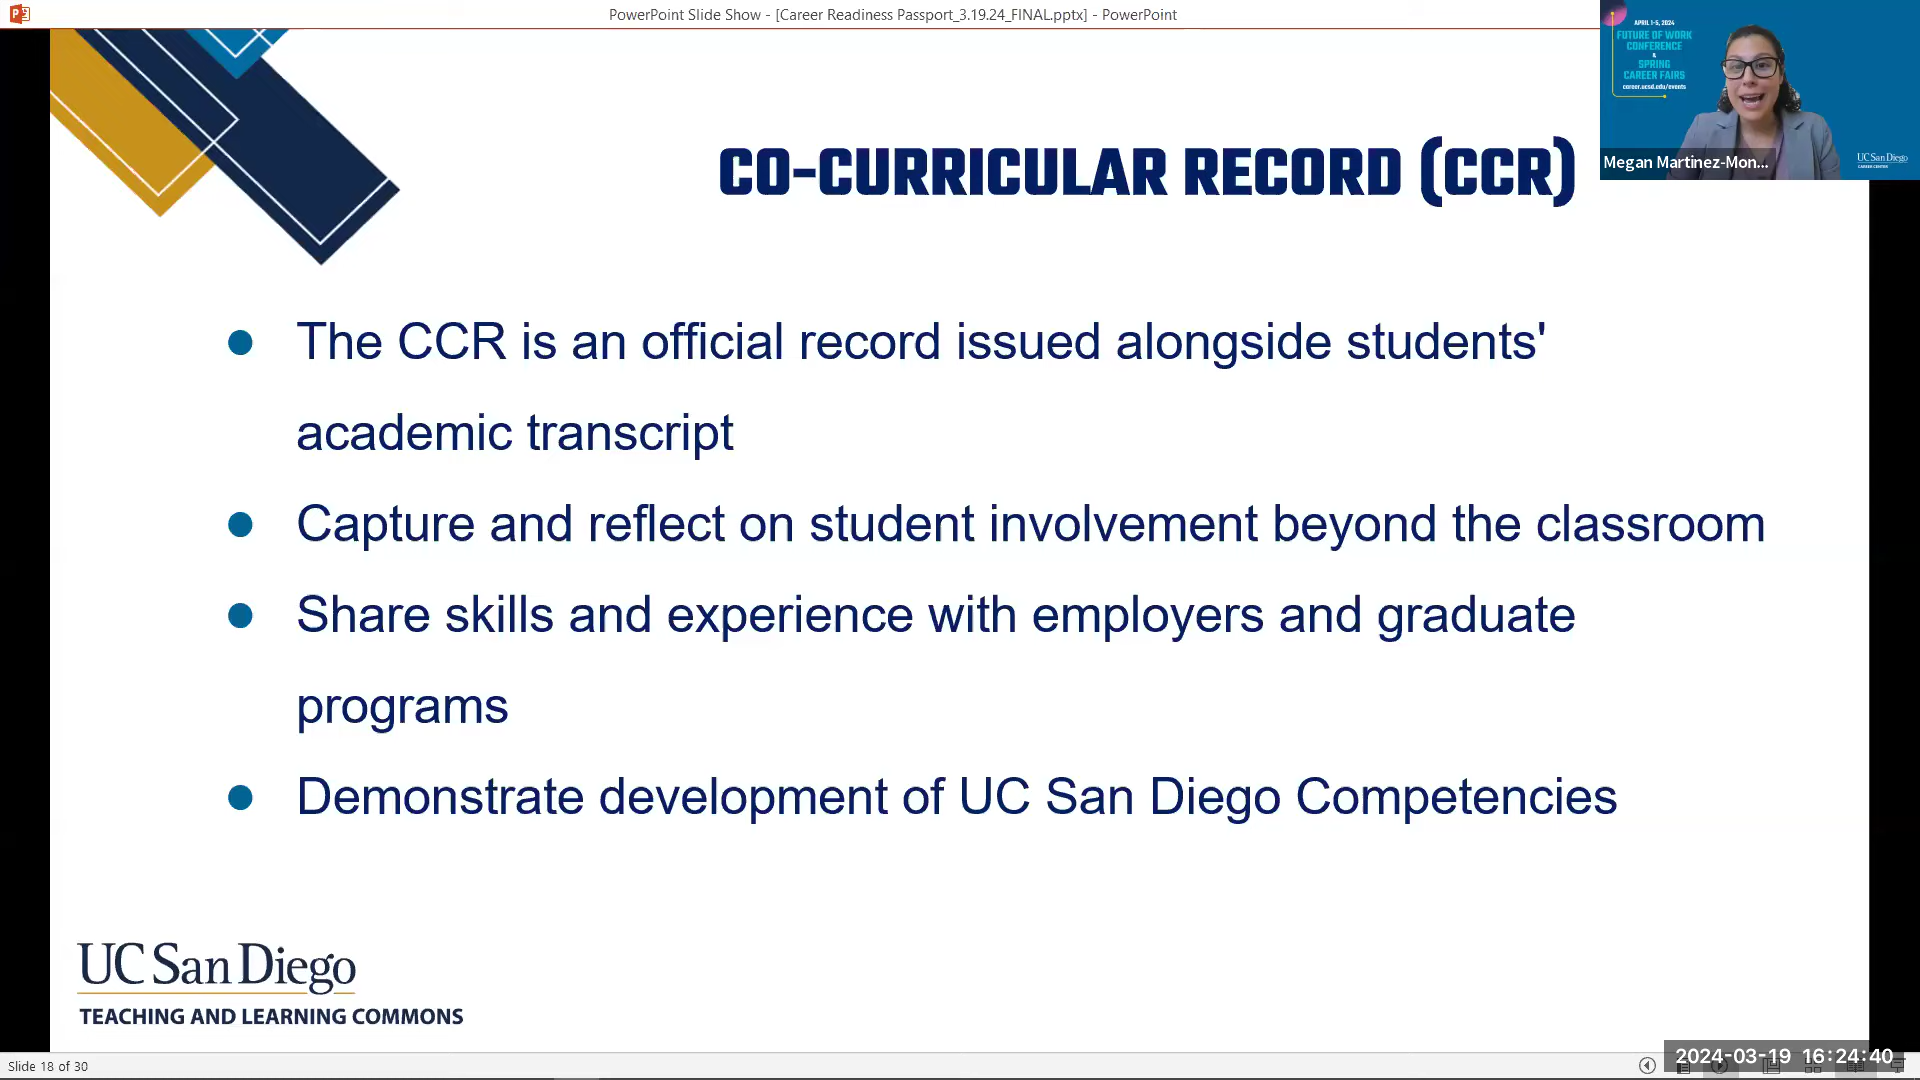 PowerPoint Slide Show - [Career Readiness Passport_3.19.24_FINAL.pptx] - PowerPoint
APRIL 1-5, 2024
FUTURE OF WORK
CONFERENCE
&
SPRING
CAREER FAIRS
career.ucsd.edu/events
Megan Martinez-Mon...
UC San Diego
CAREER CENTER
CO-CURRICULAR RECORD (CCR)
The CCR is an official record issued alongside students'
academic transcript
Capture and reflect on student involvement beyond the classroom
Share skills and experience with employers and graduate
programs
Demonstrate development of UC San Diego Competencies
UC San Diego
TEACHING AND LEARNING COMMONS
Slide 18 of 30
2024-03-19 16:24:40